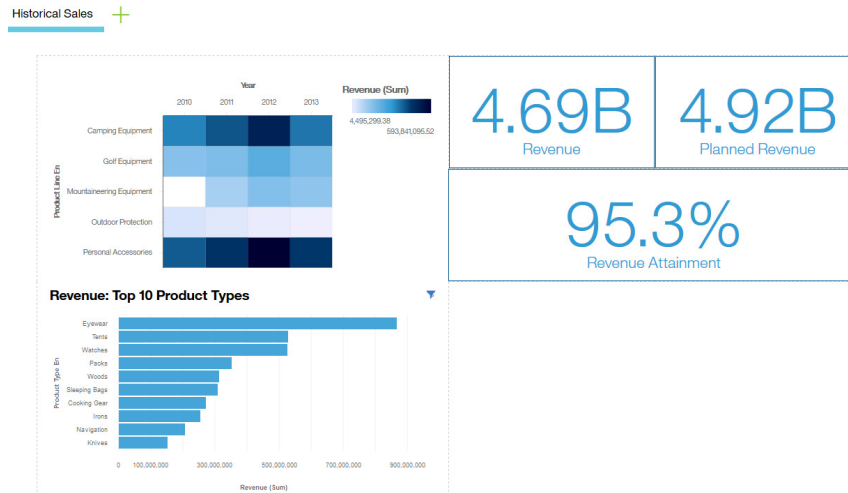 Historical Sales
Year
2010 2011 2012 2013
Revenue (Sum)
4,495,299.38
593,841,095.52
Product Line En
Camping Equipment
Golf Equipment
Mountaineering Equipment
Outdoor Protection
Personal Accessories
4.69B
Revenue
4.92B
Planned Revenue
95.3%
Revenue Attainment
Revenue: Top 10 Product Types
Product Type En
Eyewear
Tents
Watches
Packs
Woods
Sleeping Bags
Cooking Gear
Irons
Navigation
Knives
0 100,000,000 300,000,000 500,000,000 700,000,000 900,000,000
Revenue (Sum)